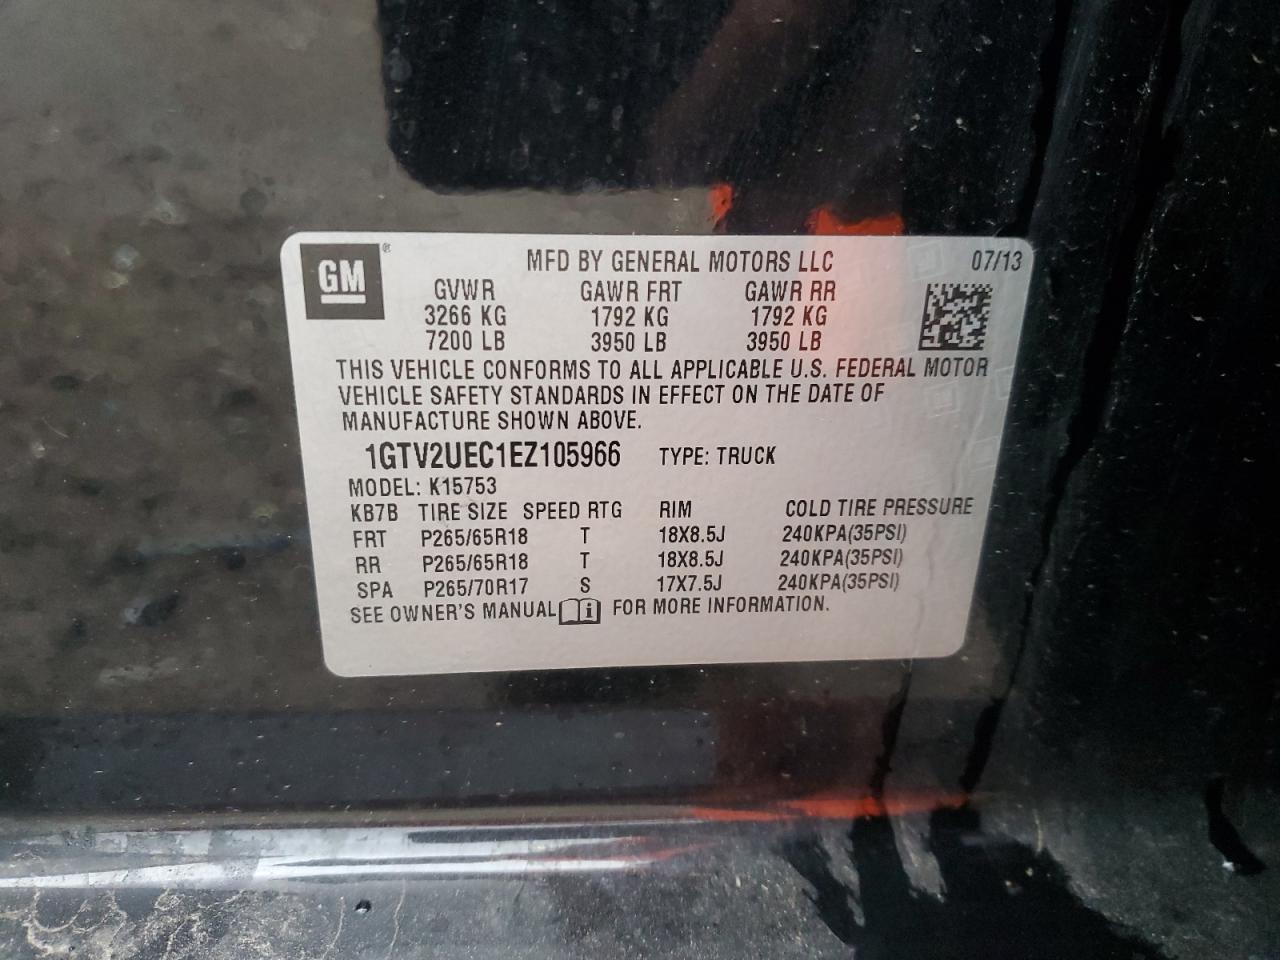 GM ® MFD BY GENERAL MOTORS LLC 07/13
GVWR GAWR FRT GAWR RR
3266 KG 1792 KG 1792 KG
7200 LB 3950 LB 3950 LB
THIS VEHICLE CONFORMS TO ALL APPLICABLE U.S. FEDERAL MOTOR
VEHICLE SAFETY STANDARDS IN EFFECT ON THE DATE OF
MANUFACTURE SHOWN ABOVE.
1GTV2UEC1EZ105966 TYPE: TRUCK
MODEL: K15753
KB7B TIRE SIZE SPEED RTG RIM COLD TIRE PRESSURE
FRT P265/65R18 T 18X8.5J 240KPA(35PSI)
RR P265/65R18 T 18X8.5J 240KPA(35PSI)
SPA P265/70R17 S 17X7.5J 240KPA(35PSI)
SEE OWNER'S MANUAL i FOR MORE INFORMATION.